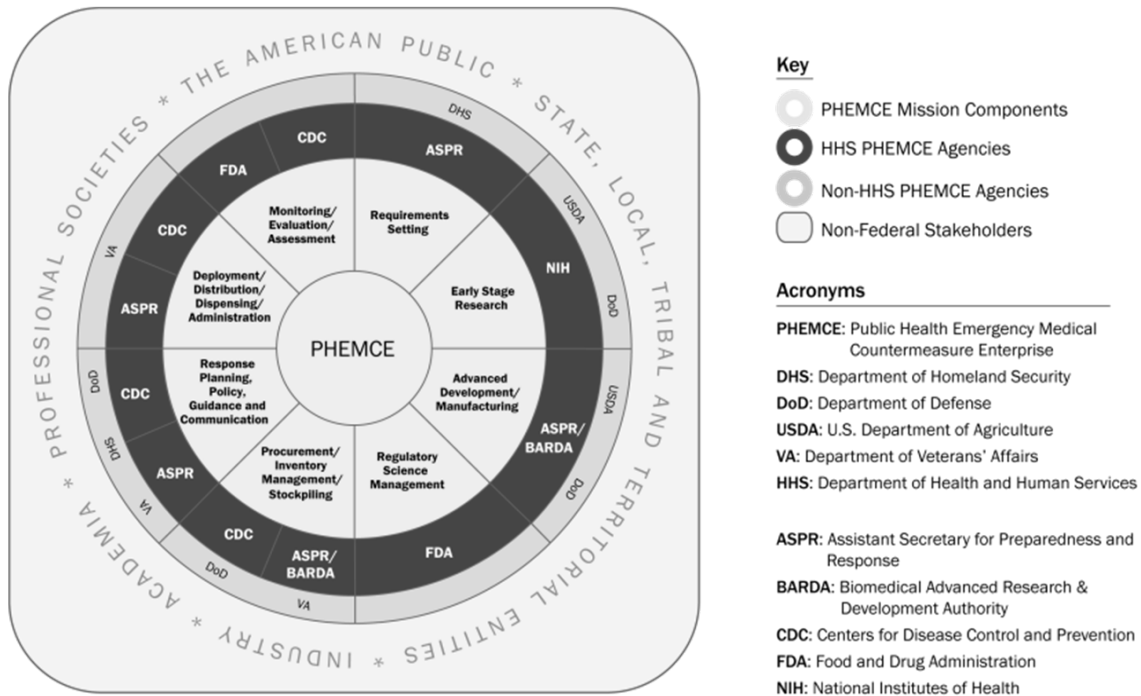 PROFESSIONAL SOCIETIES * THE AMERICAN PUBLIC * STATE, LOCAL, TRIBAL AND TERRITORIAL ENTITIES * INDUSTRY * ACADEMIA *
DHS
USDA
DoD
USDA
DoD
VA
DoD
VA
DHS
DoD
VA
CDC
ASPR
NIH
ASPR/
BARDA
FDA
ASPR/
BARDA
CDC
ASPR
CDC
ASPR
CDC
FDA
Monitoring/
Evaluation/
Assessment
Requirements
Setting
Early Stage
Research
Advanced
Development/
Manufacturing
Regulatory
Science
Management
Procurement/
Inventory
Management/
Stockpiling
Response
Planning,
Policy,
Guidance and
Communication
Deployment/
Distribution/
Dispensing/
Administration
PHEMCE
Key
PHEMCE Mission Components
HHS PHEMCE Agencies
Non-HHS PHEMCE Agencies
Non-Federal Stakeholders
Acronyms
PHEMCE: Public Health Emergency Medical
Countermeasure Enterprise
DHS: Department of Homeland Security
DoD: Department of Defense
USDA: U.S. Department of Agriculture
VA: Department of Veterans' Affairs
HHS: Department of Health and Human Services
ASPR: Assistant Secretary for Preparedness and
Response
BARDA: Biomedical Advanced Research &
Development Authority
CDC: Centers for Disease Control and Prevention
FDA: Food and Drug Administration
NIH: National Institutes of Health